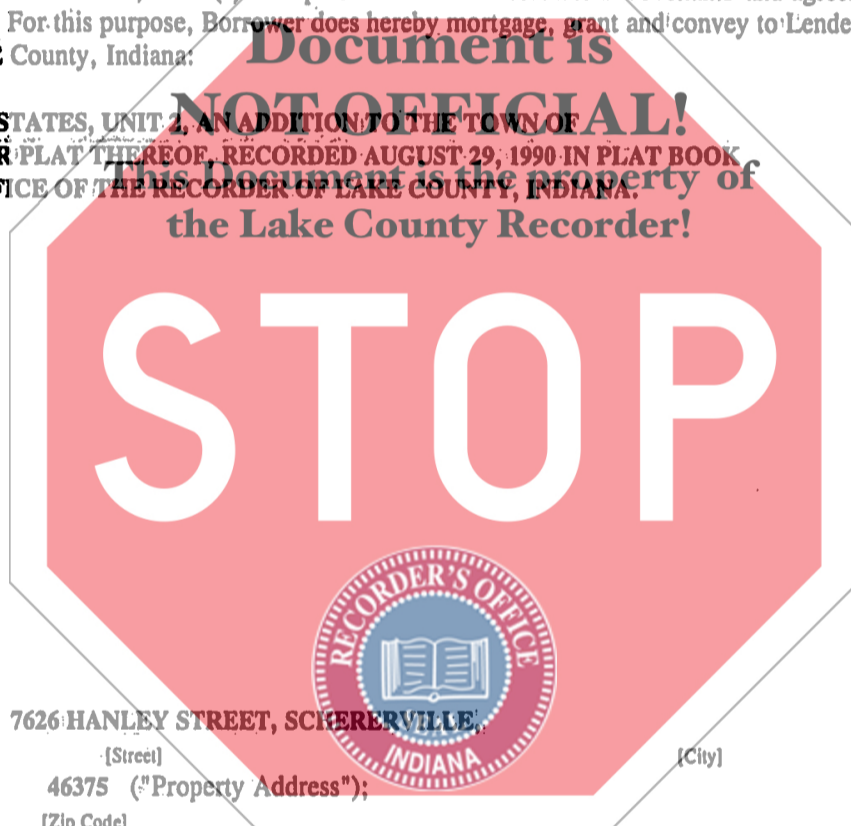 For this purpose, Borrower does hereby mortgage, grant and convey to Lende
County, Indiana:
Document is
NOT OFFICIAL!
This Document is the property of
the Lake County Recorder!
STATES, UNIT 2, AN ADDITION TO THE TOWN OF
R PLAT THEREOF, RECORDED AUGUST 29, 1990 IN PLAT BOOK
FICE OF THE RECORDER OF LAKE COUNTY, INDIANA.
STOP
RECORDER'S OFFICE
INDIANA
7626 HANLEY STREET, SCHERERVILLE,
[Street] [City]
46375 ("Property Address");
[Zip Code]